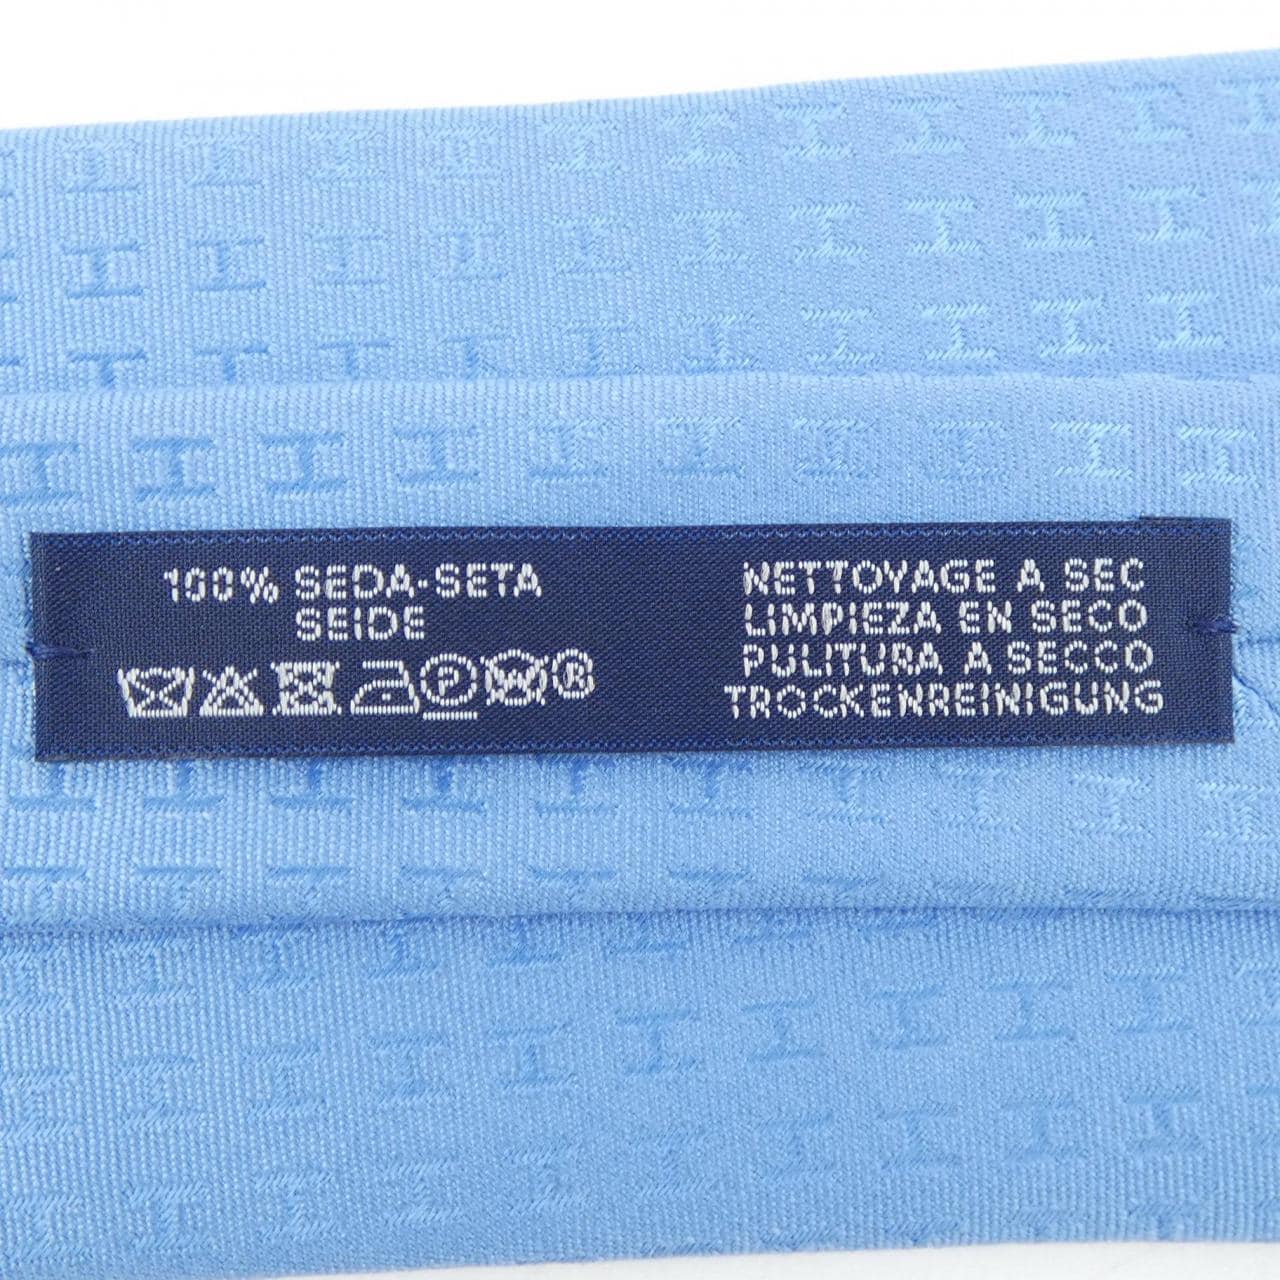 100% SEDA-SETA
SEIDE
P W ®
NETTOYAGE A SEC
LIMPIEZA EN SECO
PULITURA A SECCO
TROCKENREINIGUNG